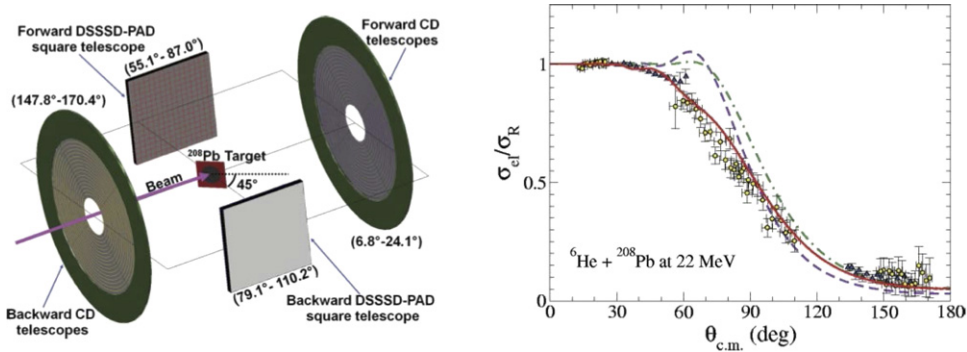 Forward DSSSD-PAD
square telescope
(55.1°- 87.0°)
Forward CD
telescopes
(147.8°-170.4°)
²⁰⁸Pb Target
Beam
45°
(6.8°-24.1°)
(79.1°- 110.2°)
Backward CD
telescopes
Backward DSSSD-PAD
square telescope
σel/σR
1
0.5
0
⁶He + ²⁰⁸Pb at 22 MeV
0 30 60 90 120 150 180
θc.m. (deg)